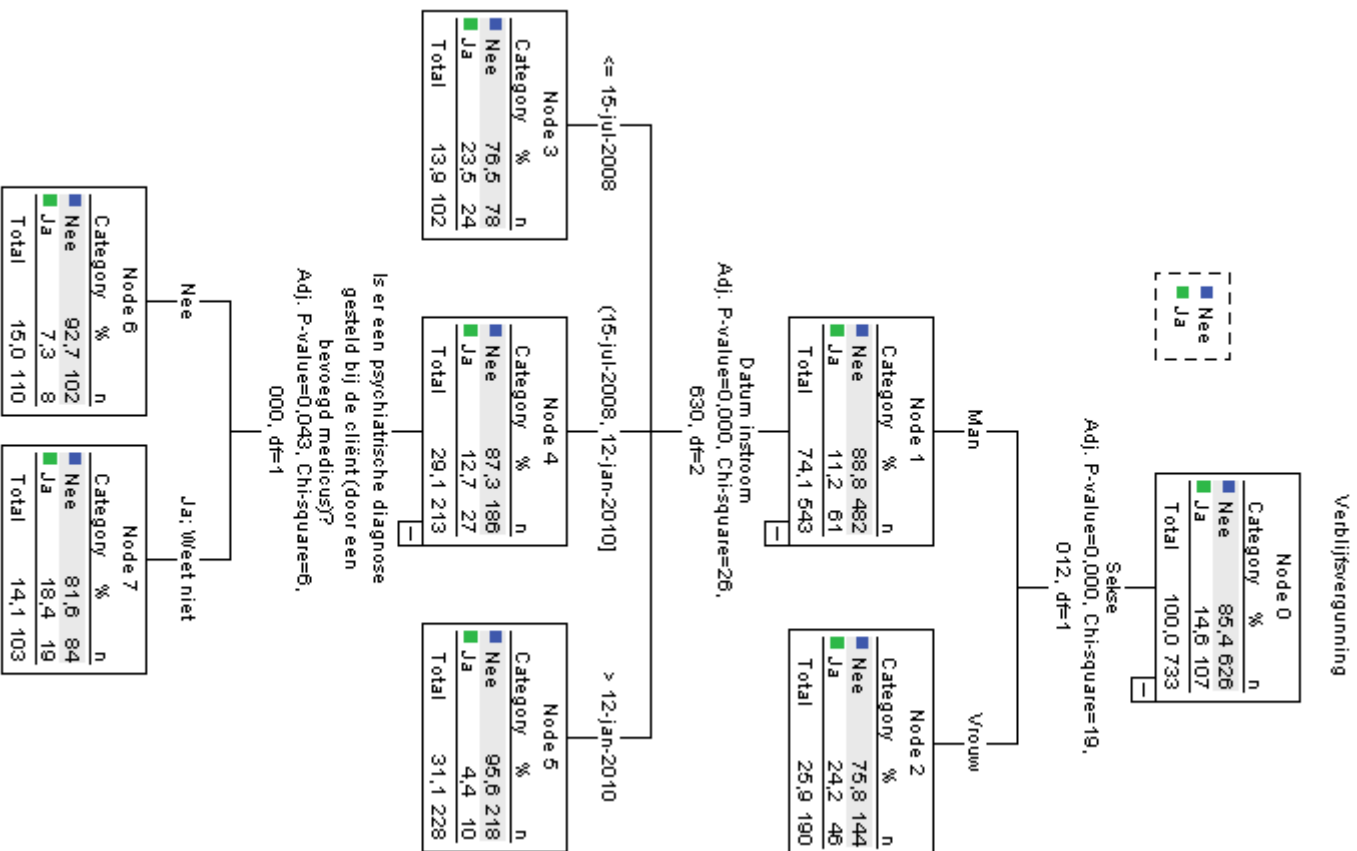 Verblijfsvergunning
Nee
Ja
Node 0
Category % n
Nee 85,4 626
Ja 14,6 107
Total 100,0 733
Sekse
Adj. P-value=0,000, Chi-square=19,
012, df=1
Man
Vrouw
Node 1
Category % n
Nee 88,8 482
Ja 11,2 61
Total 74,1 543
Node 2
Category % n
Nee 75,8 144
Ja 24,2 46
Total 25,9 190
Datum instroom
Adj. P-value=0,000, Chi-square=26,
630, df=2
<= 15-jul-2008
(15-jul-2008, 12-jan-2010]
> 12-jan-2010
Node 3
Category % n
Nee 76,5 78
Ja 23,5 24
Total 13,9 102
Node 4
Category % n
Nee 87,3 186
Ja 12,7 27
Total 29,1 213
Node 5
Category % n
Nee 95,6 218
Ja 4,4 10
Total 31,1 228
Is er een psychiatrische diagnose
gesteld bij de cliënt (door een
bevoegd medicus)?
Adj. P-value=0,043, Chi-square=6,
000, df=1
Nee
Ja; Weet niet
Node 6
Category % n
Nee 92,7 102
Ja 7,3 8
Total 15,0 110
Node 7
Category % n
Nee 81,6 84
Ja 18,4 19
Total 14,1 103